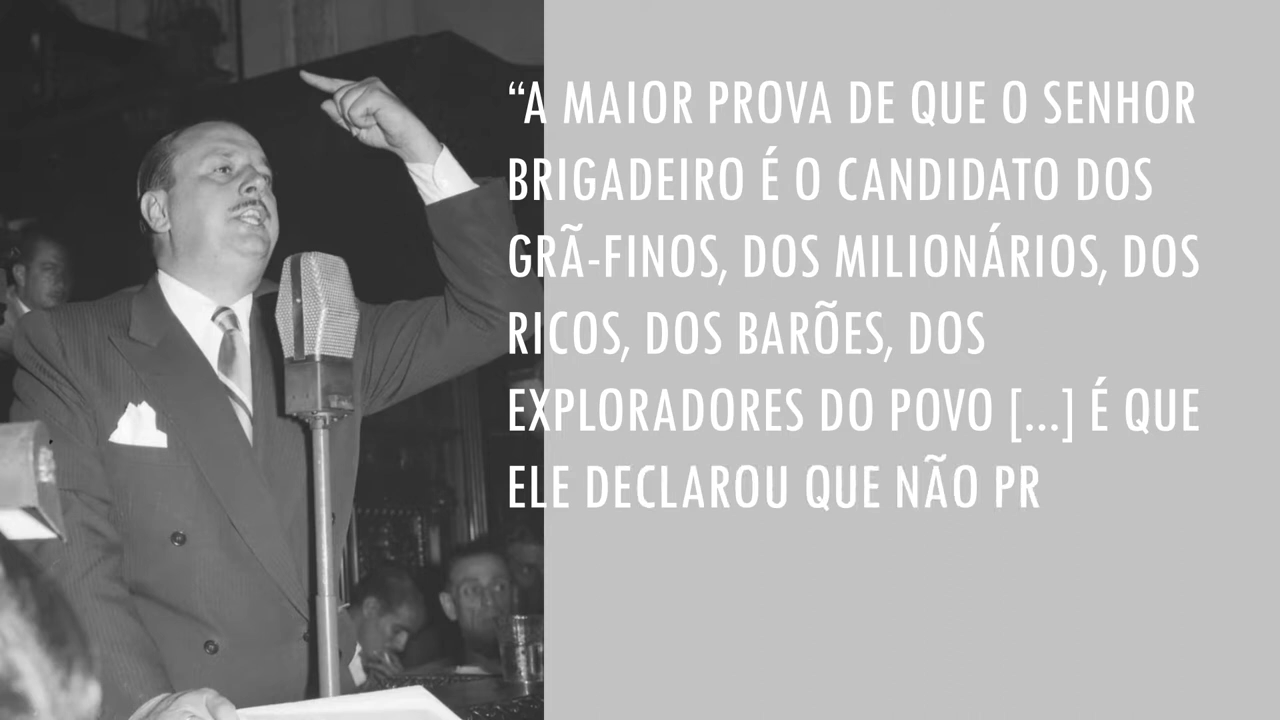 “A MAIOR PROVA DE QUE O SENHOR
BRIGADEIRO É O CANDIDATO DOS
GRÃ-FINOS, DOS MILIONÁRIOS, DOS
RICOS, DOS BARÕES, DOS
EXPLORADORES DO POVO [...] É QUE
ELE DECLAROU QUE NÃO PR